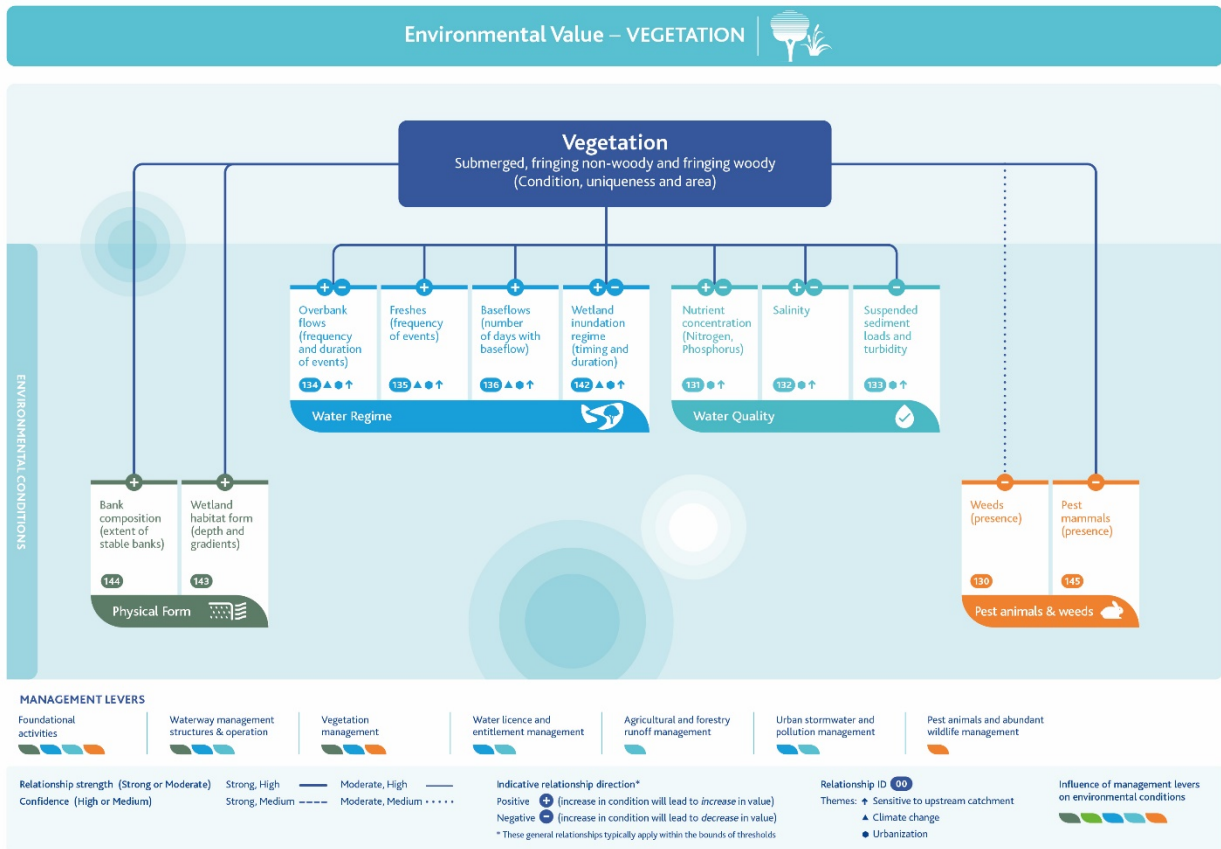 Environmental Value – VEGETATION
Vegetation
Submerged, fringing non-woody and fringing woody
(Condition, uniqueness and area)
ENVIRONMENTAL CONDITIONS
Overbank
flows
(frequency
and duration
of events)
134
Freshes
(frequency
of events)
135
Baseflows
(number
of days with
baseflow)
136
Wetland
inundation
regime
(timing and
duration)
142
Water Regime
Nutrient
concentration
(Nitrogen,
Phosphorus)
131
Salinity
132
Suspended
sediment
loads and
turbidity
133
Water Quality
Bank
composition
(extent of
stable banks)
144
Wetland
habitat form
(depth and
gradients)
143
Physical Form
Weeds
(presence)
130
Pest
mammals
(presence)
145
Pest animals & weeds
MANAGEMENT LEVERS
Foundational
activities
Waterway management
structures & operation
Vegetation
management
Water licence and
entitlement management
Agricultural and forestry
runoff management
Urban stormwater and
pollution management
Pest animals and abundant
wildlife management
Relationship strength (Strong or Moderate)
Confidence (High or Medium)
Strong, High
Moderate, High
Strong, Medium
Moderate, Medium
Indicative relationship direction*
Positive + (increase in condition will lead to increase in value)
Negative − (increase in condition will lead to decrease in value)
* These general relationships typically apply within the bounds of thresholds
Relationship ID 00
Themes: ↑ Sensitive to upstream catchment
▲ Climate change
Urbanization
Influence of management levers
on environmental conditions